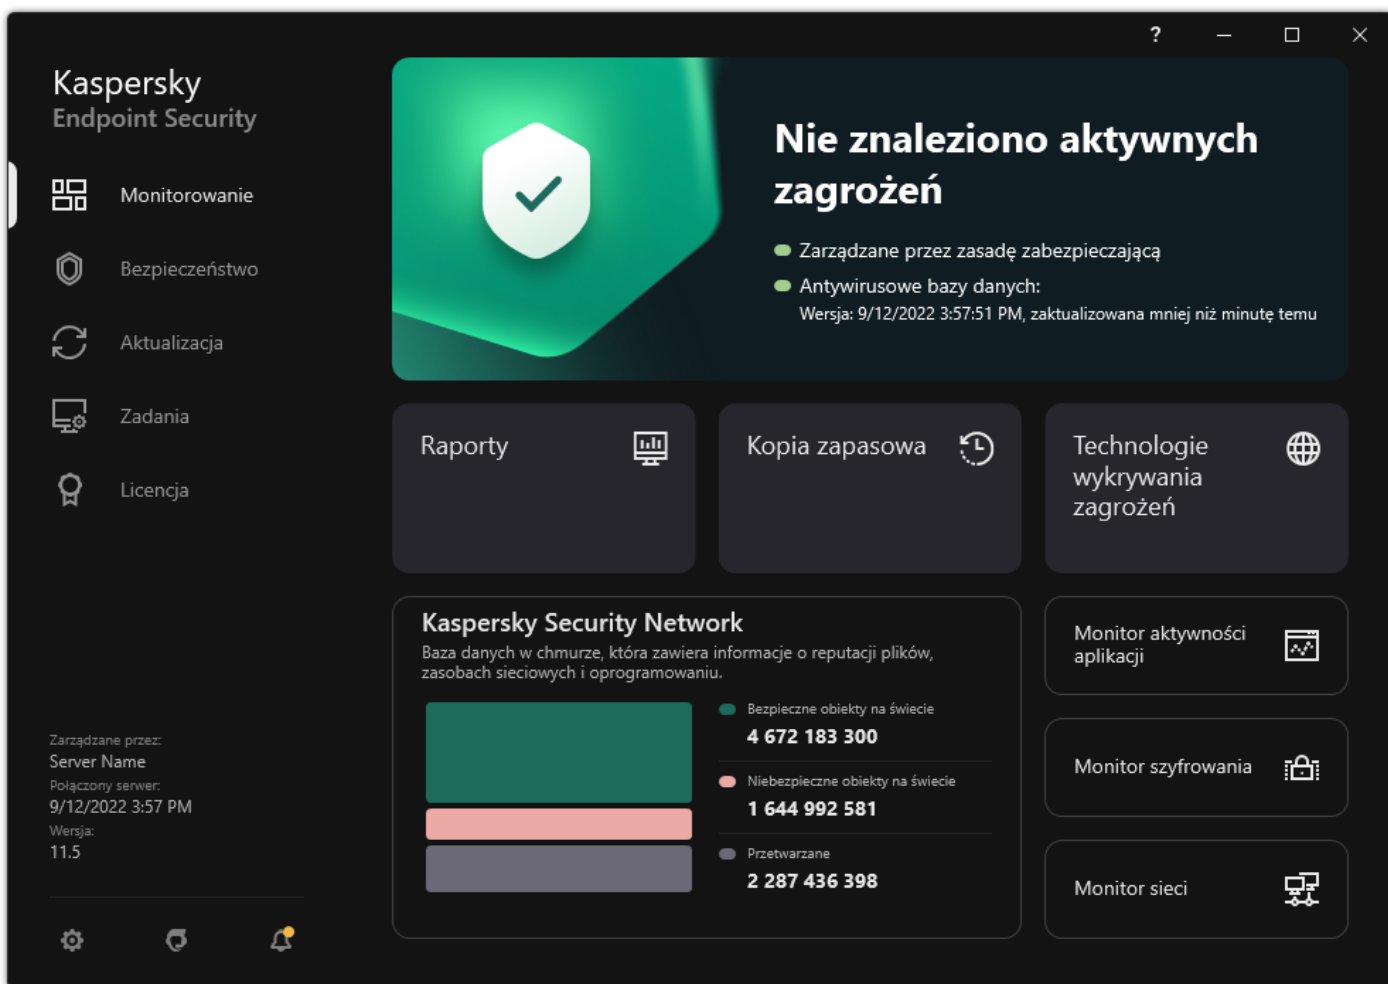 ?
Kaspersky
Endpoint Security
Monitorowanie
Bezpieczeństwo
Aktualizacja
Zadania
Licencja
Zarządzane przez:
Server Name
Połączony serwer:
9/12/2022 3:57 PM
Wersja:
11.5
Nie znaleziono aktywnych
zagrożeń
Zarządzane przez zasadę zabezpieczającą
Antywirusowe bazy danych:
Wersja: 9/12/2022 3:57:51 PM, zaktualizowana mniej niż minutę temu
Raporty
Kopia zapasowa
Technologie
wykrywania
zagrożeń
Kaspersky Security Network
Baza danych w chmurze, która zawiera informacje o reputacji plików,
zasobach sieciowych i oprogramowaniu.
Bezpieczne obiekty na świecie
4 672 183 300
Niebezpieczne obiekty na świecie
1 644 992 581
Przetwarzane
2 287 436 398
Monitor aktywności
aplikacji
Monitor szyfrowania
Monitor sieci